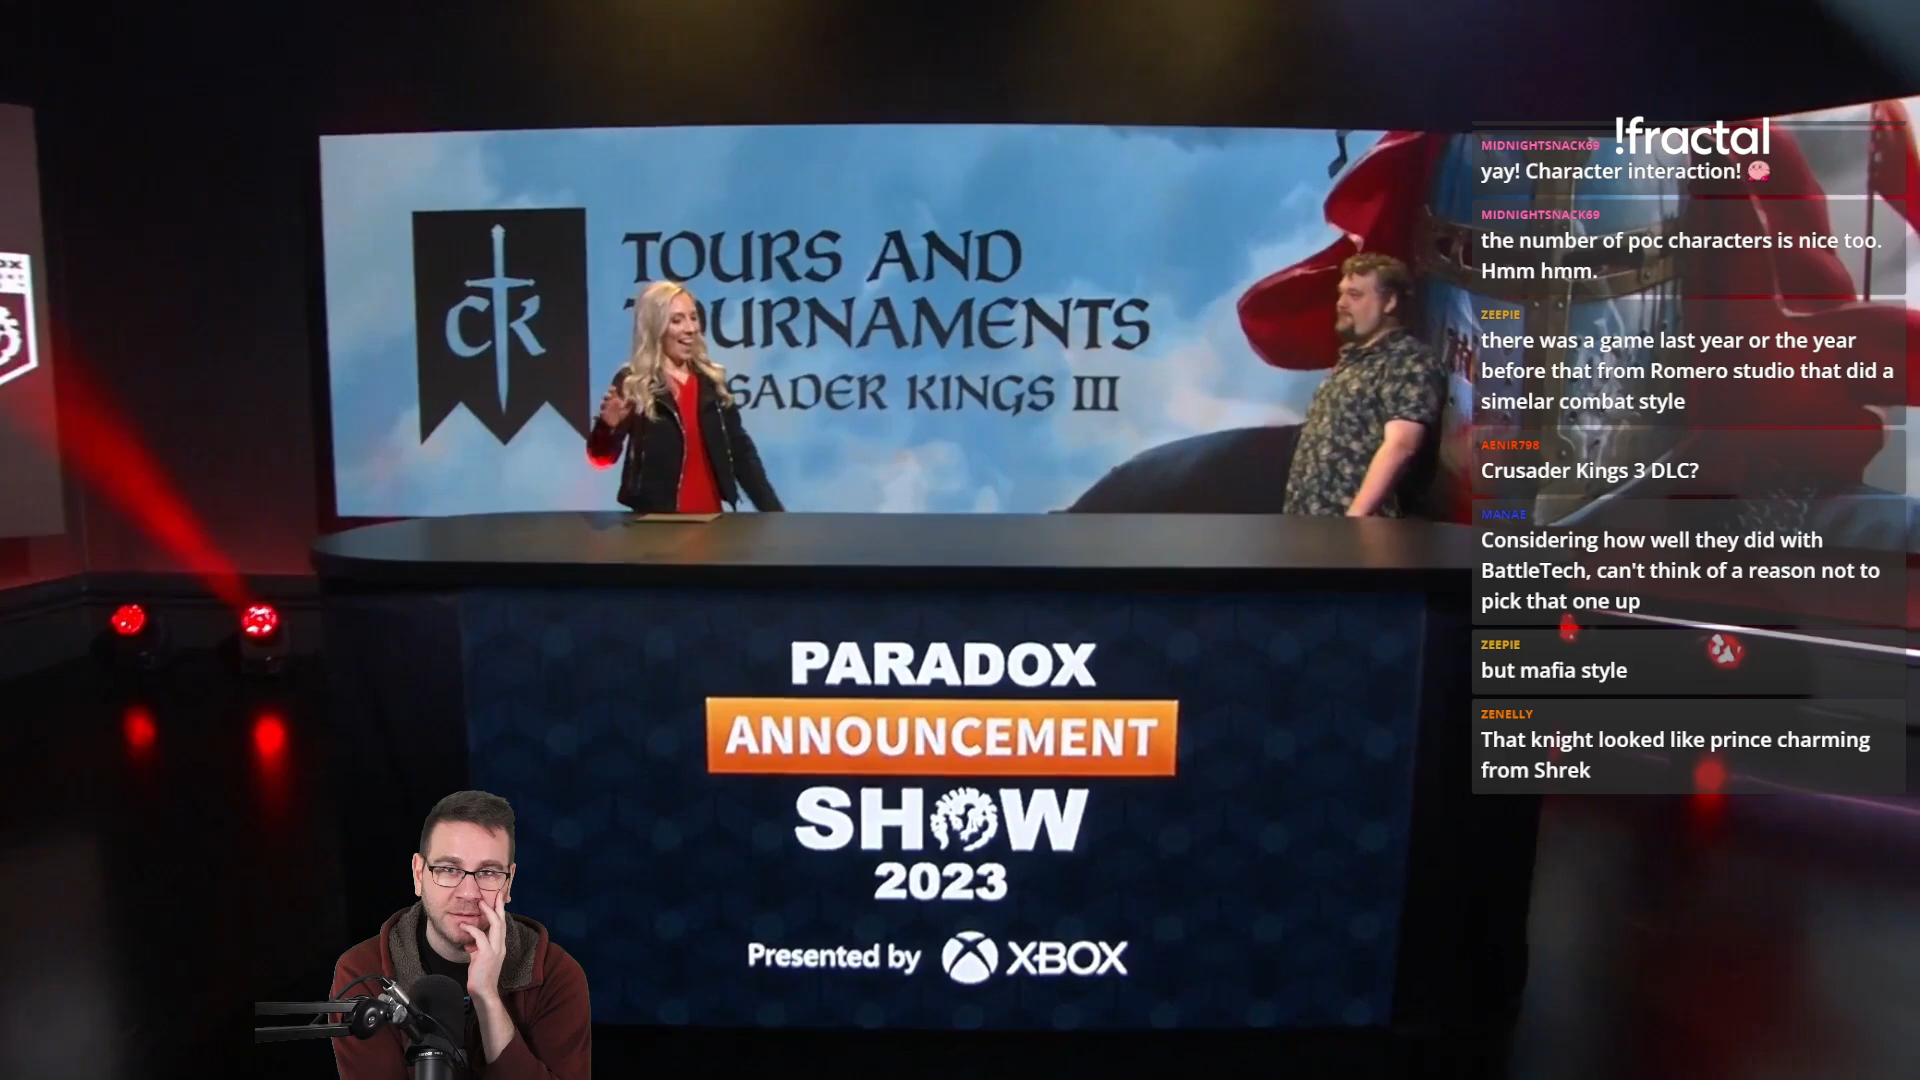 !fractal
MIDNIGHTSNACK69
yay! Character interaction!
MIDNIGHTSNACK69
the number of poc characters is nice too.
Hmm hmm.
ZEEPIE
there was a game last year or the year
before that from Romero studio that did a
simelar combat style
AENIR798
Crusader Kings 3 DLC?
MANAE
Considering how well they did with
BattleTech, can't think of a reason not to
pick that one up
ZEEPIE
but mafia style
ZENELLY
That knight looked like prince charming
from Shrek
CK
TOURS AND
TOURNAMENTS
SADER KINGS III
PARADOX
ANNOUNCEMENT
SHOW
2023
Presented by XBOX